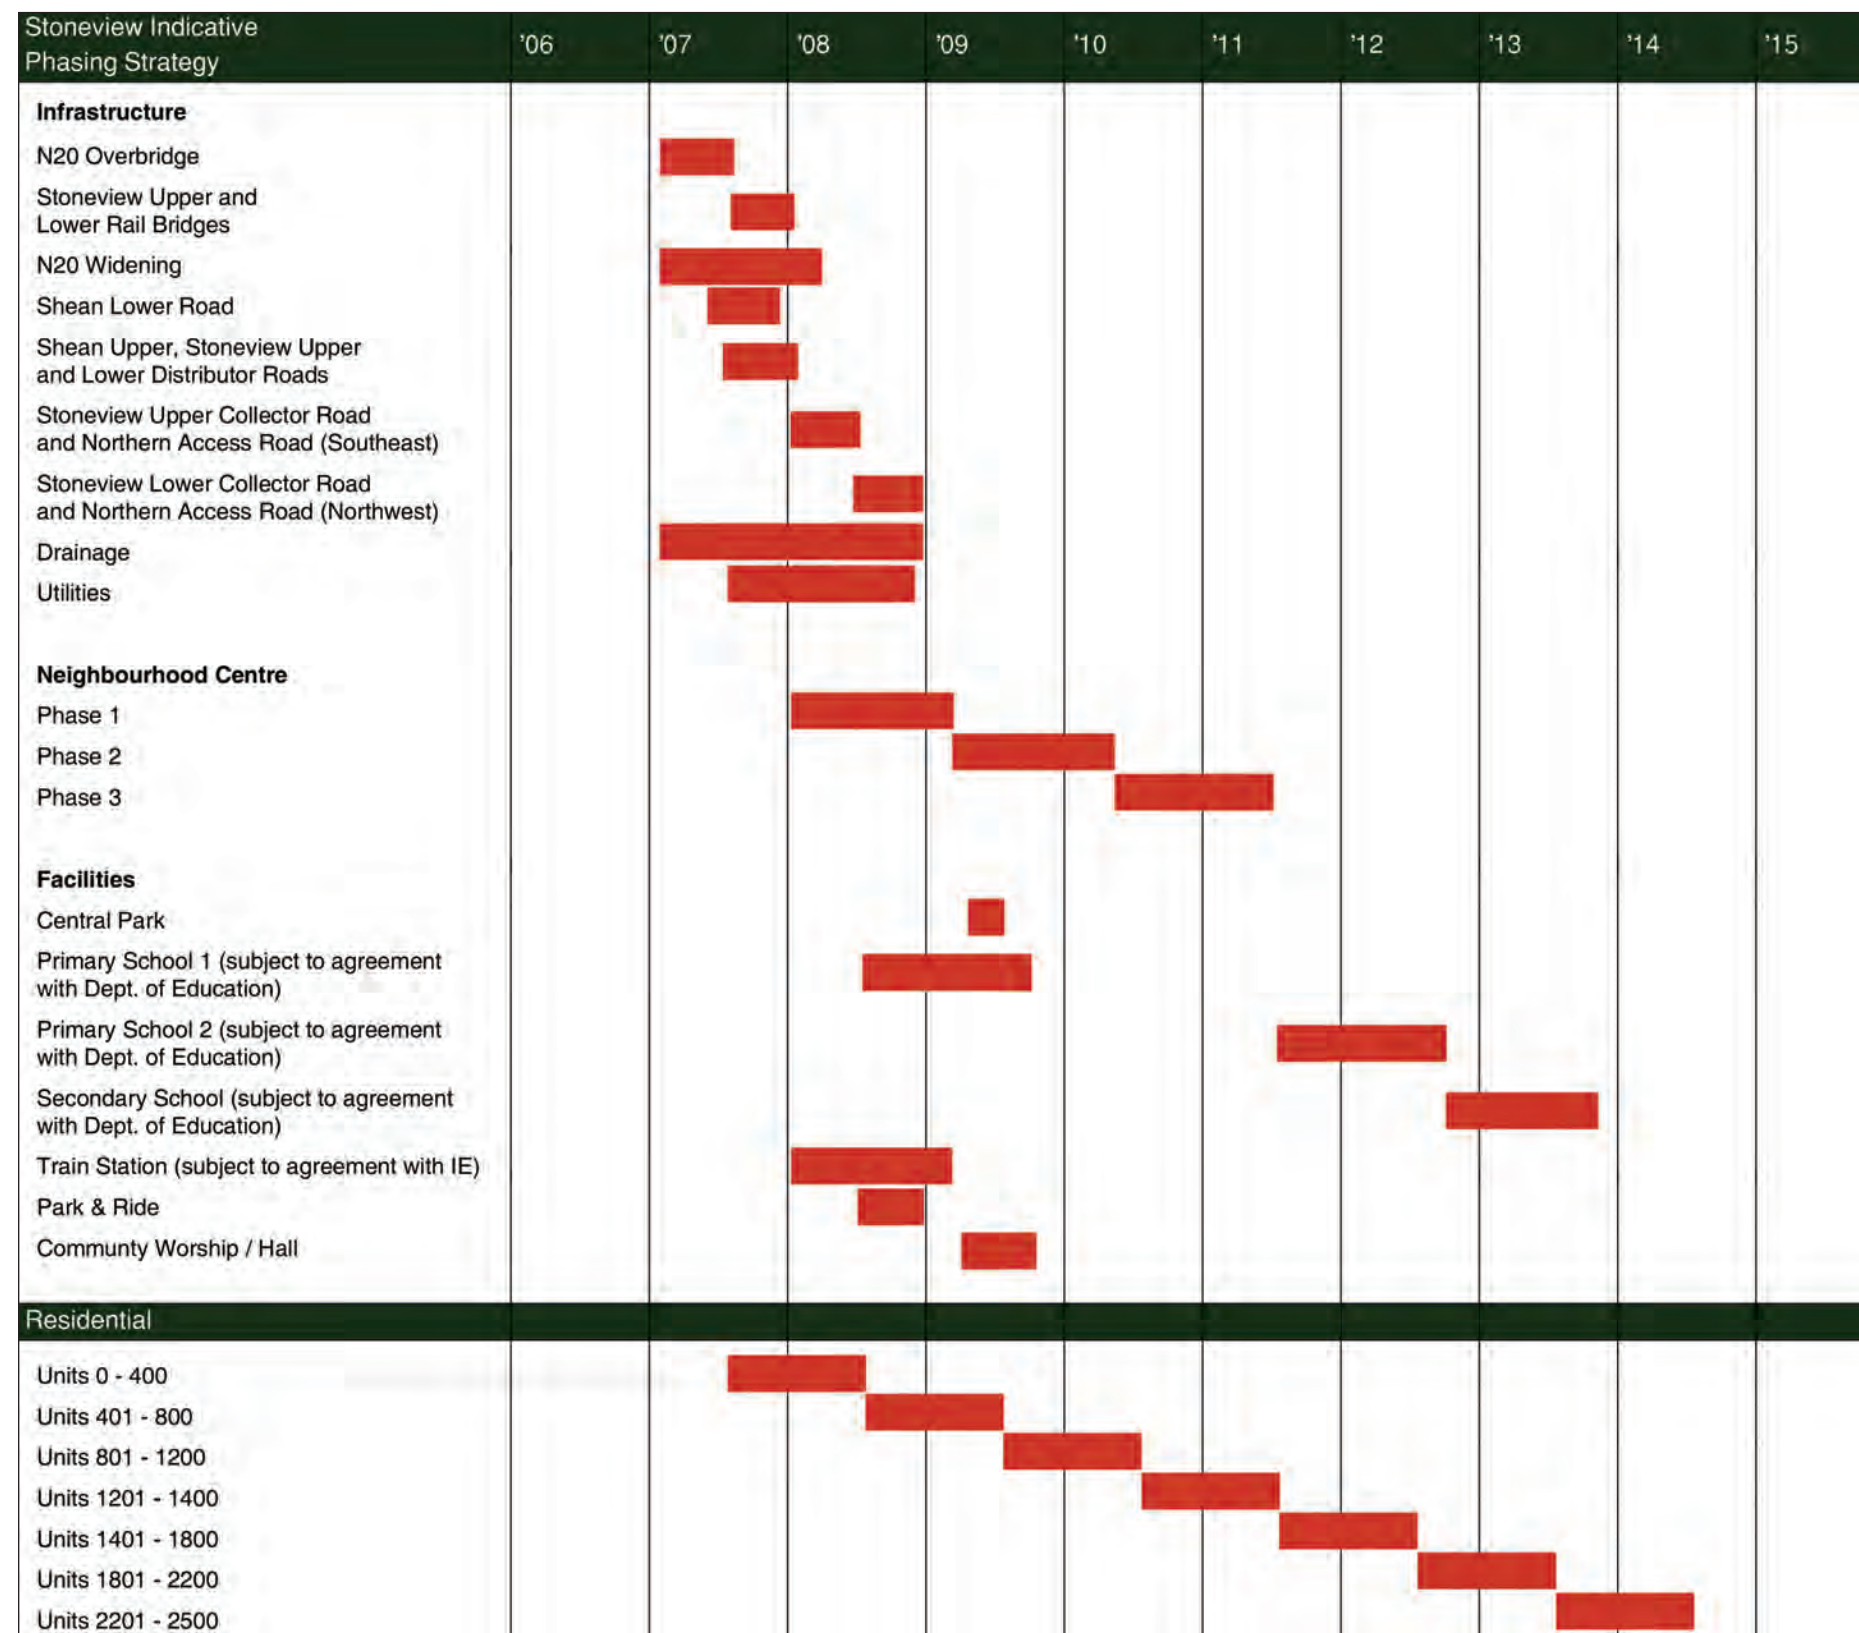 Stoneview Indicative
Phasing Strategy
'06 '07 '08 '09 '10 '11 '12 '13 '14 '15
Infrastructure
N20 Overbridge
Stoneview Upper and
Lower Rail Bridges
N20 Widening
Shean Lower Road
Shean Upper, Stoneview Upper
and Lower Distributor Roads
Stoneview Upper Collector Road
and Northern Access Road (Southeast)
Stoneview Lower Collector Road
and Northern Access Road (Northwest)
Drainage
Utilities
Neighbourhood Centre
Phase 1
Phase 2
Phase 3
Facilities
Central Park
Primary School 1 (subject to agreement
with Dept. of Education)
Primary School 2 (subject to agreement
with Dept. of Education)
Secondary School (subject to agreement
with Dept. of Education)
Train Station (subject to agreement with IE)
Park & Ride
Communty Worship / Hall
Residential
Units 0 - 400
Units 401 - 800
Units 801 - 1200
Units 1201 - 1400
Units 1401 - 1800
Units 1801 - 2200
Units 2201 - 2500